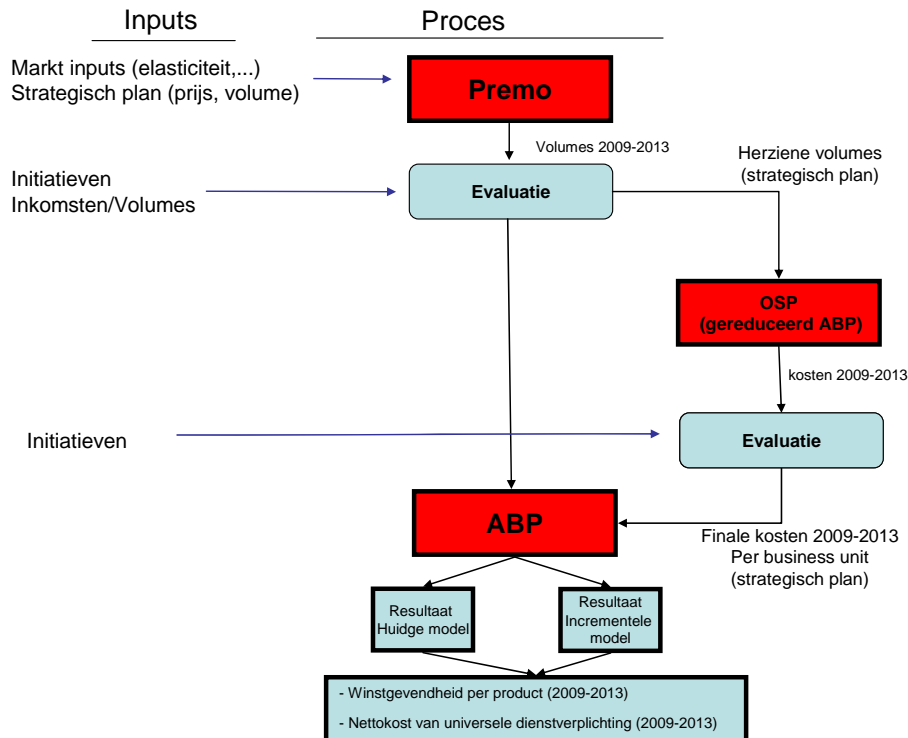 Inputs
Proces
Markt inputs (elasticiteit,...)
Strategisch plan (prijs, volume)
Premo
Volumes 2009-2013
Herziene volumes
(strategisch plan)
Initiatieven
Inkomsten/Volumes
Evaluatie
OSP
(gereduceerd ABP)
kosten 2009-2013
Initiatieven
Evaluatie
ABP
Finale kosten 2009-2013
Per business unit
(strategisch plan)
Resultaat
Huidge model
Resultaat
Incrementele
model
- Winstgevendheid per product (2009-2013)
- Nettokost van universele dienstverplichting (2009-2013)